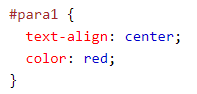 #para1 {
  text-align: center;
  color: red;
}